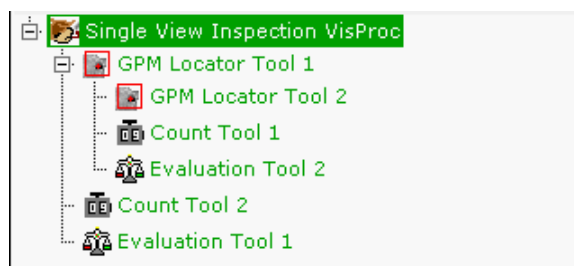 Single View Inspection VisProc
GPM Locator Tool 1
GPM Locator Tool 2
Count Tool 1
Evaluation Tool 2
Count Tool 2
Evaluation Tool 1